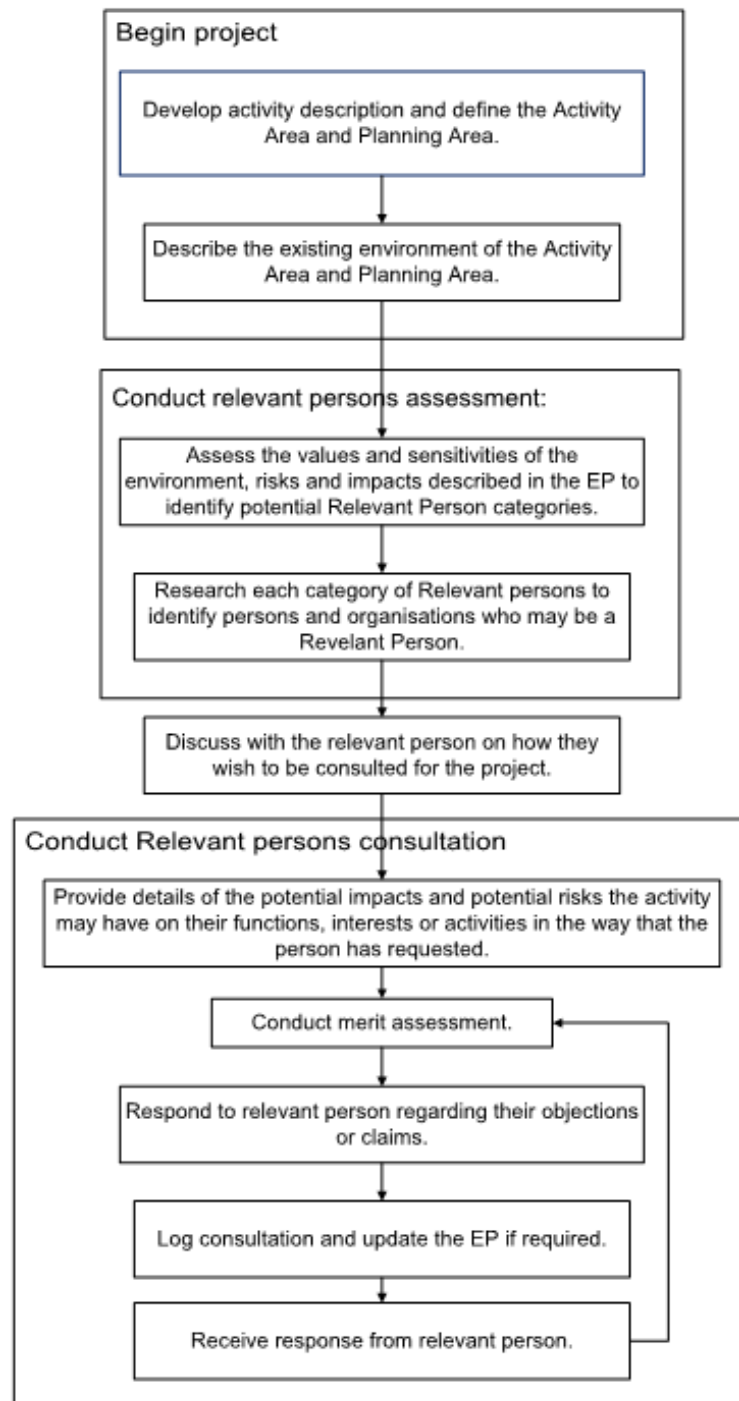 Begin project
Develop activity description and define the Activity
Area and Planning Area.
Describe the existing environment of the Activity
Area and Planning Area.
Conduct relevant persons assessment:
Assess the values and sensitivities of the
environment, risks and impacts described in the EP to
identify potential Relevant Person categories.
Research each category of Relevant persons to
identify persons and organisations who may be a
Revelant Person.
Discuss with the relevant person on how they
wish to be consulted for the project.
Conduct Relevant persons consultation
Provide details of the potential impacts and potential risks the activity
may have on their functions, interests or activities in the way that the
person has requested.
Conduct merit assessment.
Respond to relevant person regarding their objections
or claims.
Log consultation and update the EP if required.
Receive response from relevant person.